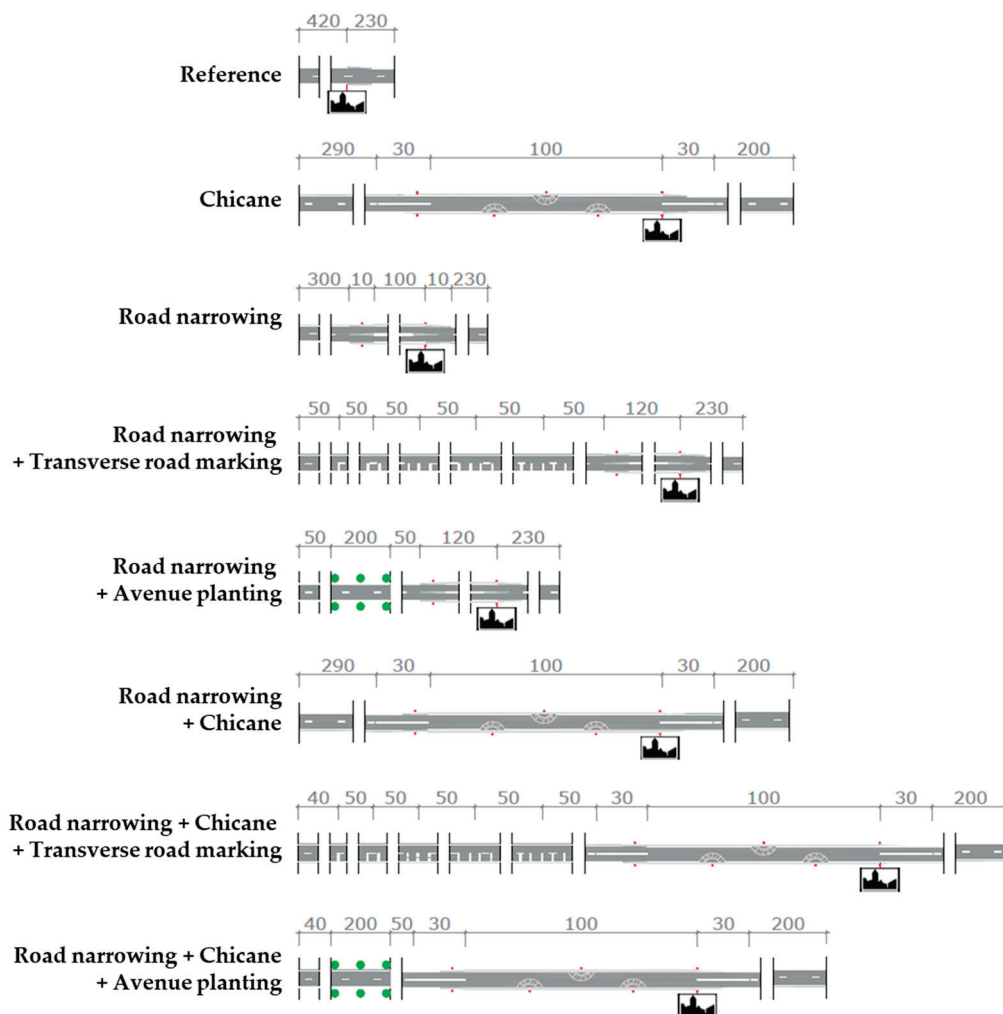 420 230
Reference
290 30 100 30 200
Chicane
300 10 100 10 230
Road narrowing
50 50 50 50 50 50 120 230
Road narrowing
+ Transverse road marking
50 200 50 120 230
Road narrowing
+ Avenue planting
290 30 100 30 200
Road narrowing
+ Chicane
40 50 50 50 50 50 30 100 30 200
Road narrowing + Chicane
+ Transverse road marking
40 200 50 30 100 30 200
Road narrowing + Chicane
+ Avenue planting